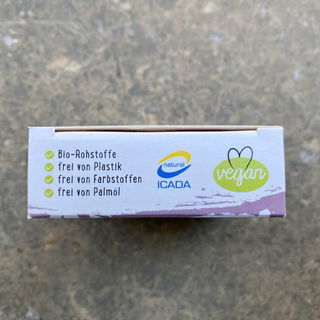 Bio-Rohstoffe
frei von Plastik
frei von Farbstoffen
frei von Palmöl
natural
ICADA
vegan